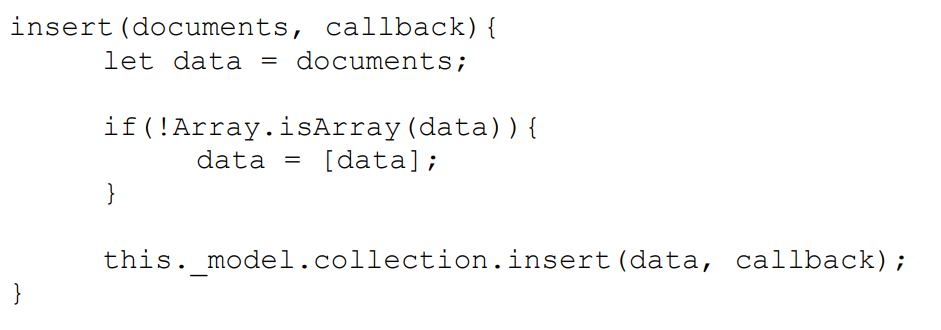 insert(documents, callback){
let data = documents;
if(!Array.isArray(data)){
data = [data];
}
this._model.collection.insert(data, callback);
}